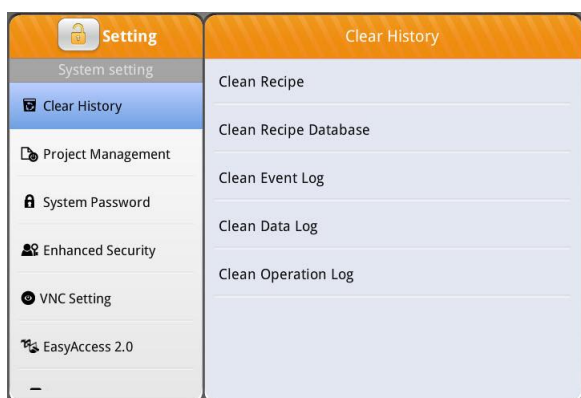 Setting
System setting
Clear History
Project Management
System Password
Enhanced Security
VNC Setting
EasyAccess 2.0
Clear History
Clean Recipe
Clean Recipe Database
Clean Event Log
Clean Data Log
Clean Operation Log